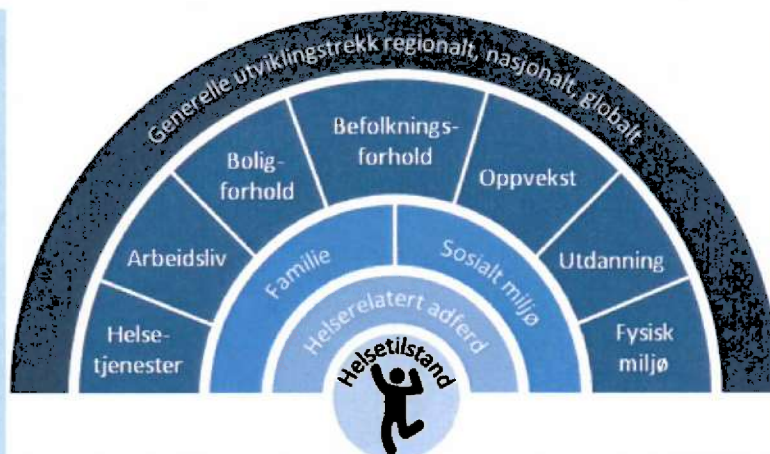 Generelle utviklingstrekk regionalt, nasjonalt, globalt
Befolknings-
forhold
Bolig-
forhold
Oppvekst
Arbeidsliv
Utdanning
Helse-
tjenester
Fysisk
miljø
Familie
Sosialt miljø
Helserelatert adferd
Helsetilstand